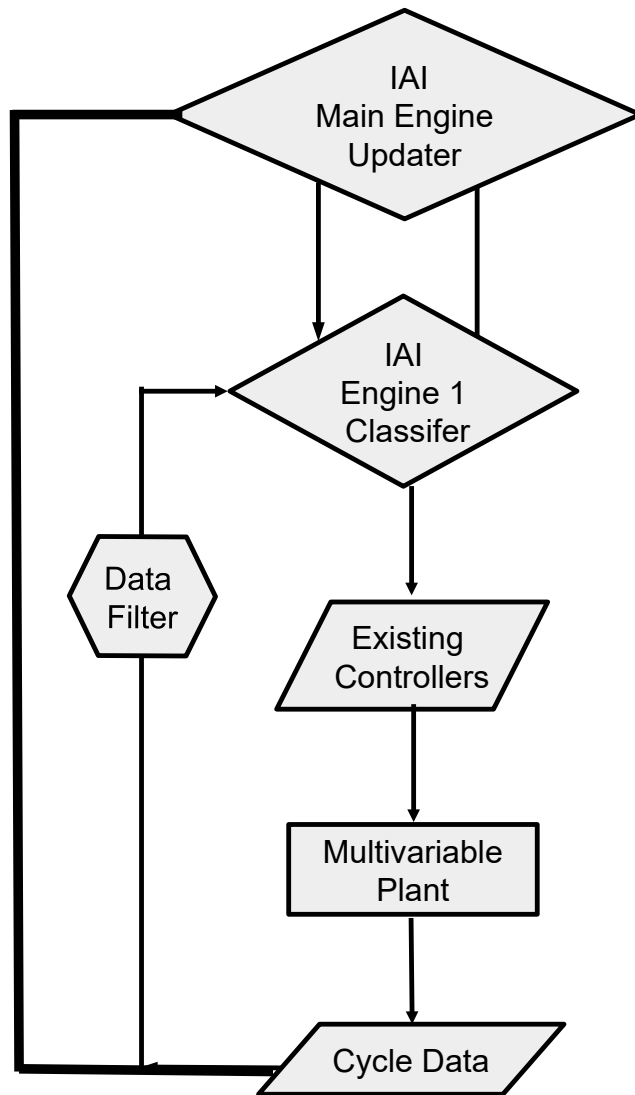 IAI
Main Engine
Updater
IAI
Engine 1
Classifer
Data
Filter
Existing
Controllers
Multivariable
Plant
Cycle Data